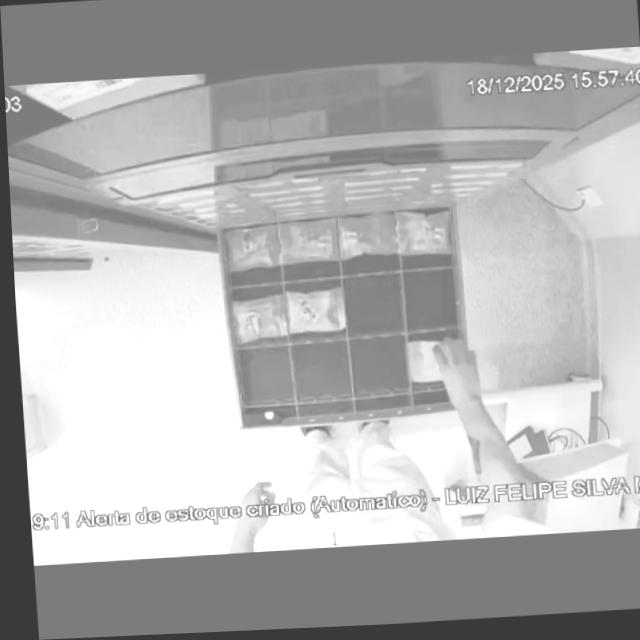 03
18/12/2025 15.57.40
9:11 Alerta de estoque criado (Automatico) - LUIZ FELIPE SILVA